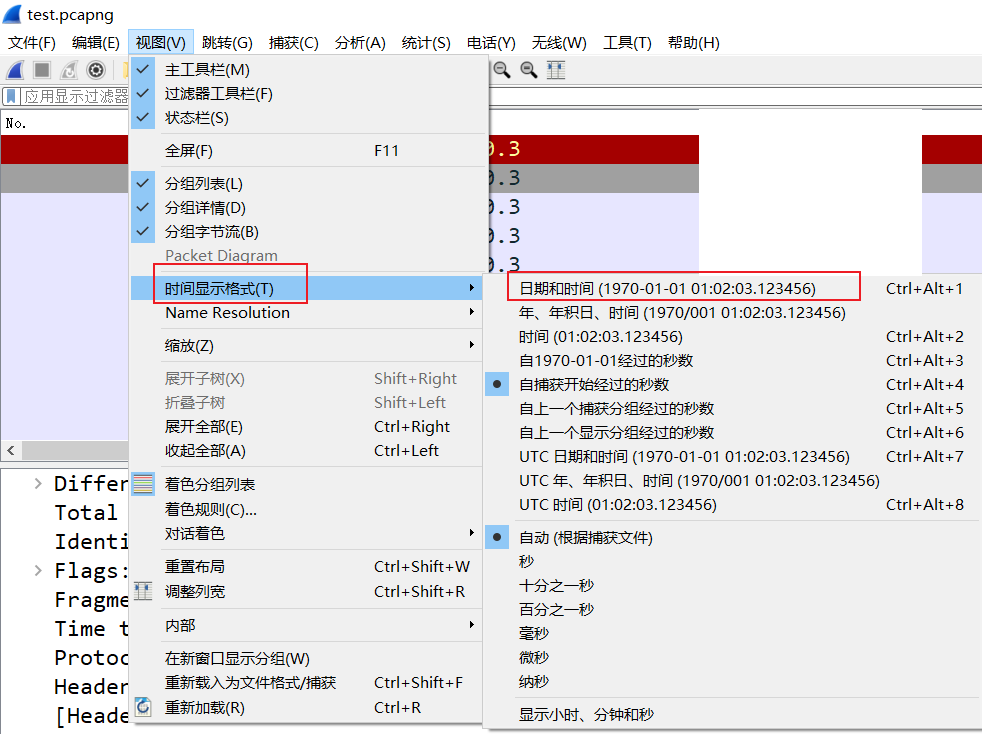 test.pcapng
文件(F) 编辑(E) 视图(V) 跳转(G) 捕获(C) 分析(A) 统计(S) 电话(Y) 无线(W) 工具(T) 帮助(H)
应用显示过滤器
No.
主工具栏(M)
过滤器工具栏(F)
状态栏(S)
全屏(F) F11
分组列表(L)
分组详情(D)
分组字节流(B)
Packet Diagram
时间显示格式(T)
Name Resolution
缩放(Z)
展开子树(X) Shift+Right
折叠子树 Shift+Left
展开全部(E) Ctrl+Right
收起全部(A) Ctrl+Left
着色分组列表
着色规则(C)...
对话着色
重置布局 Ctrl+Shift+W
调整列宽 Ctrl+Shift+R
内部
在新窗口显示分组(W)
重新载入为文件格式/捕获 Ctrl+Shift+F
重新加载(R) Ctrl+R
0.3
0.3
0.3
0.3
0.3
日期和时间 (1970-01-01 01:02:03.123456) Ctrl+Alt+1
年、年积日、时间 (1970/001 01:02:03.123456)
时间 (01:02:03.123456) Ctrl+Alt+2
自1970-01-01经过的秒数 Ctrl+Alt+3
自捕获开始经过的秒数 Ctrl+Alt+4
自上一个捕获分组经过的秒数 Ctrl+Alt+5
自上一个显示分组经过的秒数 Ctrl+Alt+6
UTC 日期和时间 (1970-01-01 01:02:03.123456) Ctrl+Alt+7
UTC 年、年积日、时间 (1970/001 01:02:03.123456)
UTC 时间 (01:02:03.123456) Ctrl+Alt+8
自动 (根据捕获文件)
秒
十分之一秒
百分之一秒
毫秒
微秒
纳秒
显示小时、分钟和秒
Differ
Total
Identi
Flags:
Fragme
Time t
Protoc
Header
[Heade